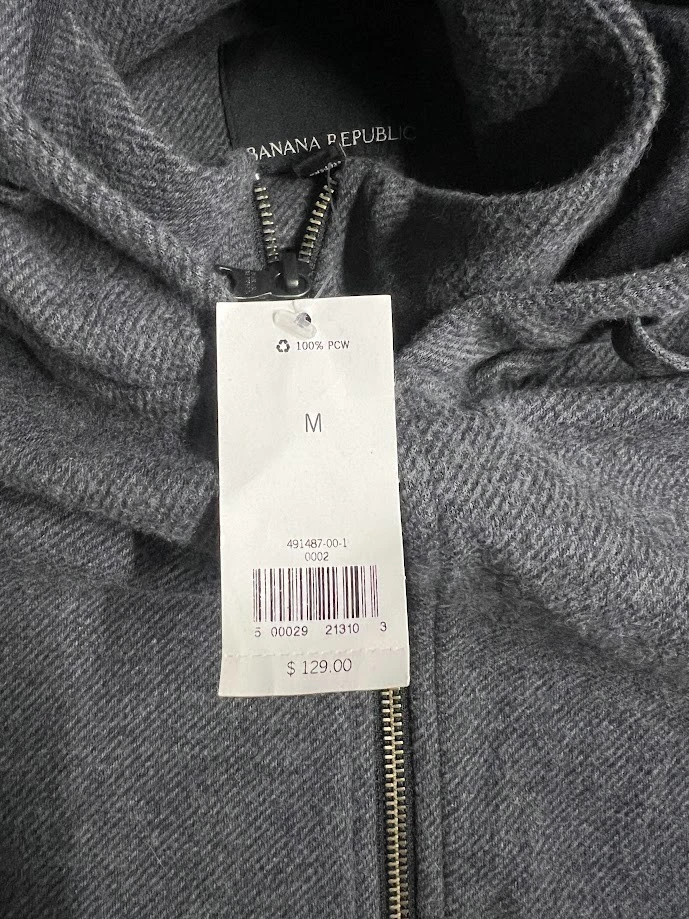 BANANA REPUBLIC
100% PCW
M
491487-00-1
0002
5 00029 21310 3
$ 129.00